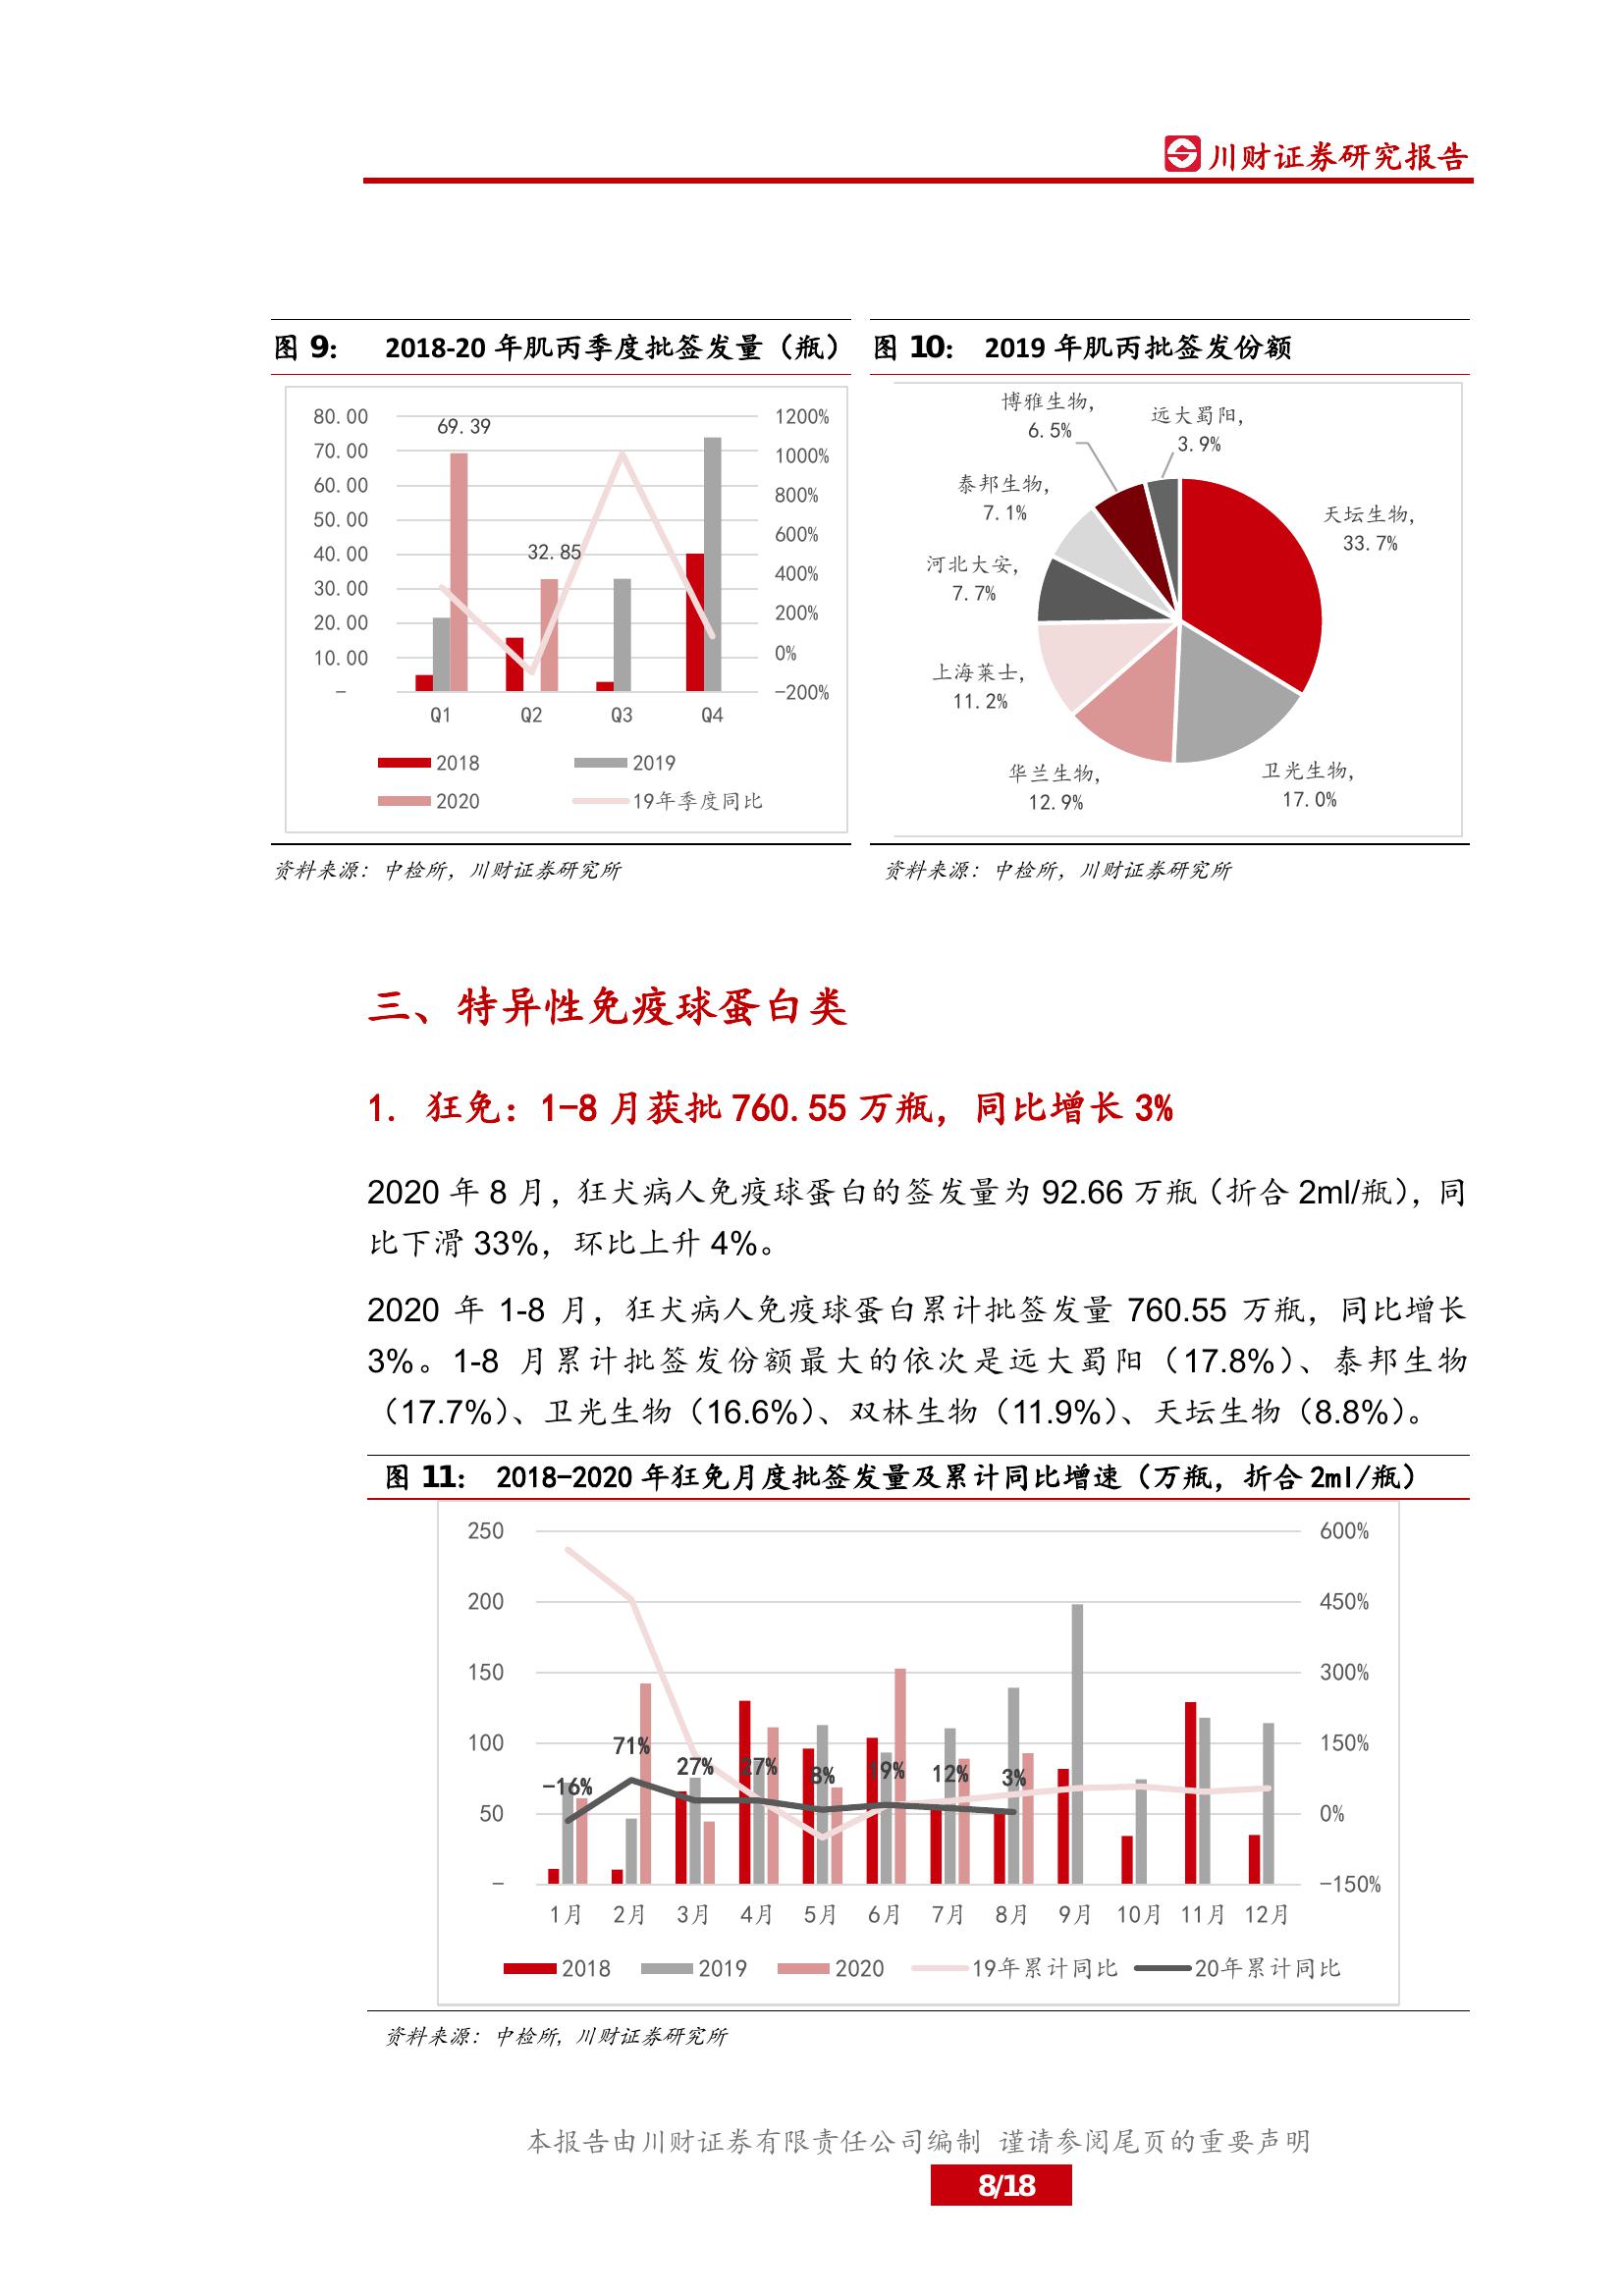 川财证券研究报告
图 9: 2018-20 年肌丙季度批签发量（瓶）
80.00
70.00
60.00
50.00
40.00
30.00
20.00
10.00
–
1200%
1000%
800%
600%
400%
200%
0%
-200%
69.39
32.85
Q1 Q2 Q3 Q4
2018 2019
2020 19年季度同比
资料来源：中检所，川财证券研究所
图 10: 2019 年肌丙批签发份额
博雅生物,
6.5%
远大蜀阳,
3.9%
泰邦生物,
7.1%
天坛生物,
33.7%
河北大安,
7.7%
上海莱士,
11.2%
华兰生物,
12.9%
卫光生物,
17.0%
资料来源：中检所，川财证券研究所
三、特异性免疫球蛋白类
1. 狂免：1-8 月获批 760.55 万瓶，同比增长 3%
2020 年 8 月，狂犬病人免疫球蛋白的签发量为 92.66 万瓶（折合 2ml/瓶），同
比下滑 33%，环比上升 4%。
2020 年 1-8 月，狂犬病人免疫球蛋白累计批签发量 760.55 万瓶，同比增长
3%。1-8 月累计批签发份额最大的依次是远大蜀阳（17.8%）、泰邦生物
（17.7%）、卫光生物（16.6%）、双林生物（11.9%）、天坛生物（8.8%）。
图 11: 2018-2020 年狂免月度批签发量及累计同比增速（万瓶，折合 2ml/瓶）
250
200
150
100
50
–
600%
450%
300%
150%
0%
-150%
-16% 71% 27% 27% 8% 19% 12% 3%
1月 2月 3月 4月 5月 6月 7月 8月 9月 10月 11月 12月
2018 2019 2020 19年累计同比 20年累计同比
资料来源：中检所，川财证券研究所
本报告由川财证券有限责任公司编制 谨请参阅尾页的重要声明
8/18